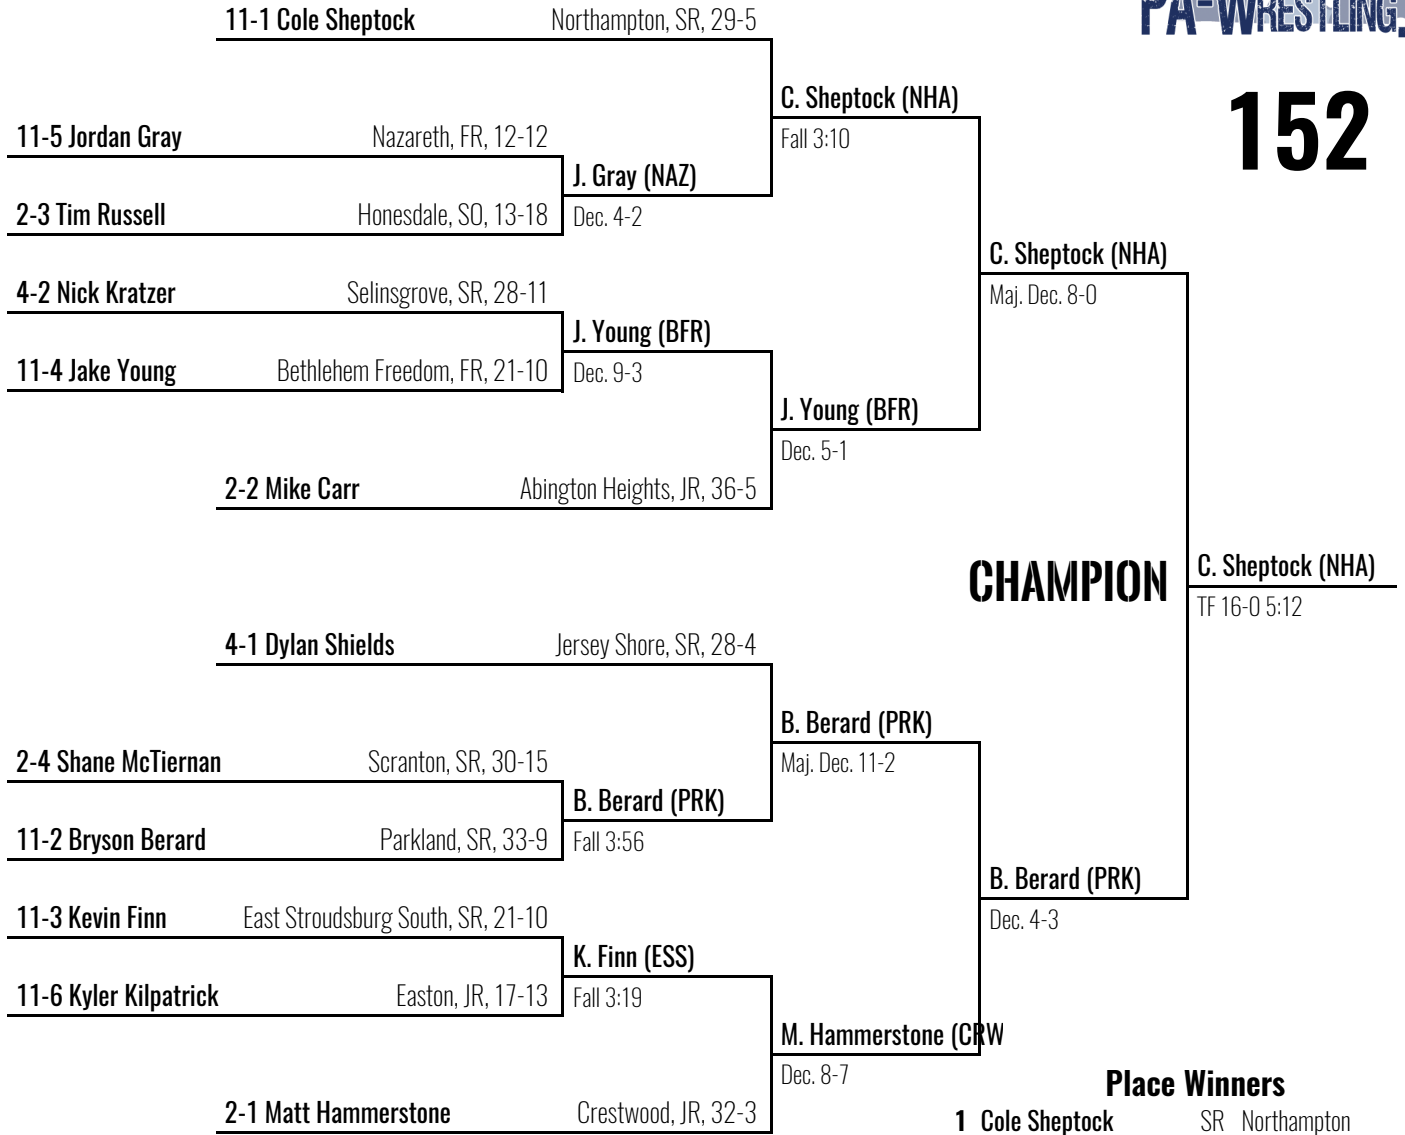 PA-WRESTLING.
152
11-1 Cole Sheptock Northampton, SR, 29-5
C. Sheptock (NHA)
Fall 3:10
11-5 Jordan Gray Nazareth, FR, 12-12
J. Gray (NAZ)
Dec. 4-2
2-3 Tim Russell Honesdale, SO, 13-18
C. Sheptock (NHA)
Maj. Dec. 8-0
4-2 Nick Kratzer Selinsgrove, SR, 28-11
J. Young (BFR)
Dec. 9-3
11-4 Jake Young Bethlehem Freedom, FR, 21-10
J. Young (BFR)
Dec. 5-1
2-2 Mike Carr Abington Heights, JR, 36-5
CHAMPION
C. Sheptock (NHA)
TF 16-0 5:12
4-1 Dylan Shields Jersey Shore, SR, 28-4
B. Berard (PRK)
Maj. Dec. 11-2
2-4 Shane McTiernan Scranton, SR, 30-15
B. Berard (PRK)
Fall 3:56
11-2 Bryson Berard Parkland, SR, 33-9
B. Berard (PRK)
Dec. 4-3
11-3 Kevin Finn East Stroudsburg South, SR, 21-10
K. Finn (ESS)
Fall 3:19
11-6 Kyler Kilpatrick Easton, JR, 17-13
M. Hammerstone (CRW
Dec. 8-7
2-1 Matt Hammerstone Crestwood, JR, 32-3
Place Winners
1 Cole Sheptock SR Northampton